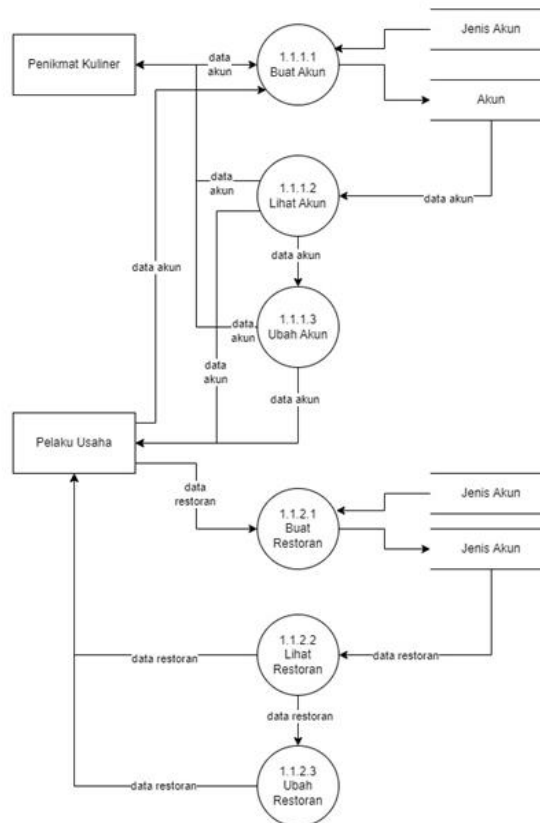 Jenis Akun
Penikmat Kuliner
data
akun
1.1.1.1
Buat Akun
Akun
data
akun
1.1.1.2
Lihat Akun
data akun
data akun
data akun
data
akun
data
akun
1.1.1.3
Ubah Akun
data akun
Pelaku Usaha
data
restoran
Jenis Akun
1.1.2.1
Buat
Restoran
Jenis Akun
data restoran
1.1.2.2
Lihat
Restoran
data restoran
data restoran
data restoran
1.1.2.3
Ubah
Restoran